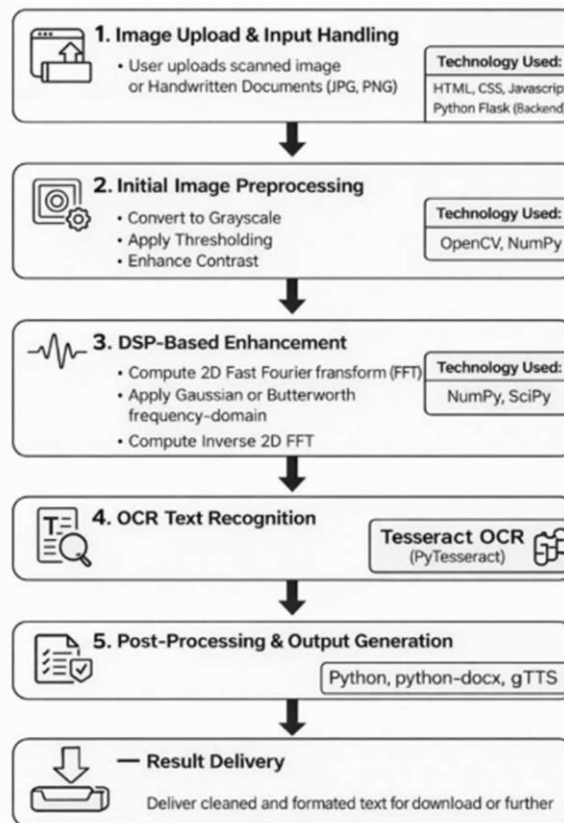 1. Image Upload & Input Handling
• User uploads scanned image
or Handwritten Documents (JPG, PNG)
Technology Used:
HTML, CSS, Javascript
Python Flask (Backend)
2. Initial Image Preprocessing
• Convert to Grayscale
• Apply Thresholding
• Enhance Contrast
Technology Used:
OpenCV, NumPy
3. DSP-Based Enhancement
• Compute 2D Fast Fourier fransform (FFT)
• Apply Gaussian or Butterworth
frequency-domain
• Compute Inverse 2D FFT
Technology Used:
NumPy, SciPy
T
4. OCR Text Recognition
Tesseract OCR
(PyTesseract)
5. Post-Processing & Output Generation
Python, python-docx, gTTS
— Result Delivery
Deliver cleaned and formated text for download or further